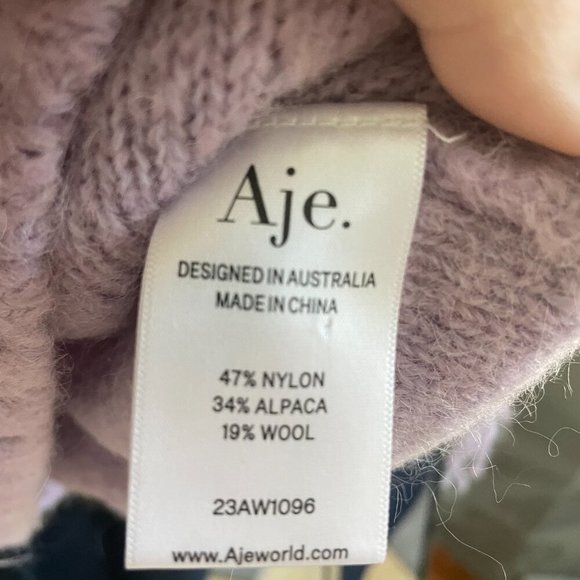 Aje.
DESIGNED IN AUSTRALIA
MADE IN CHINA
47% NYLON
34% ALPACA
19% WOOL
23AW1096
www.Ajeworld.com